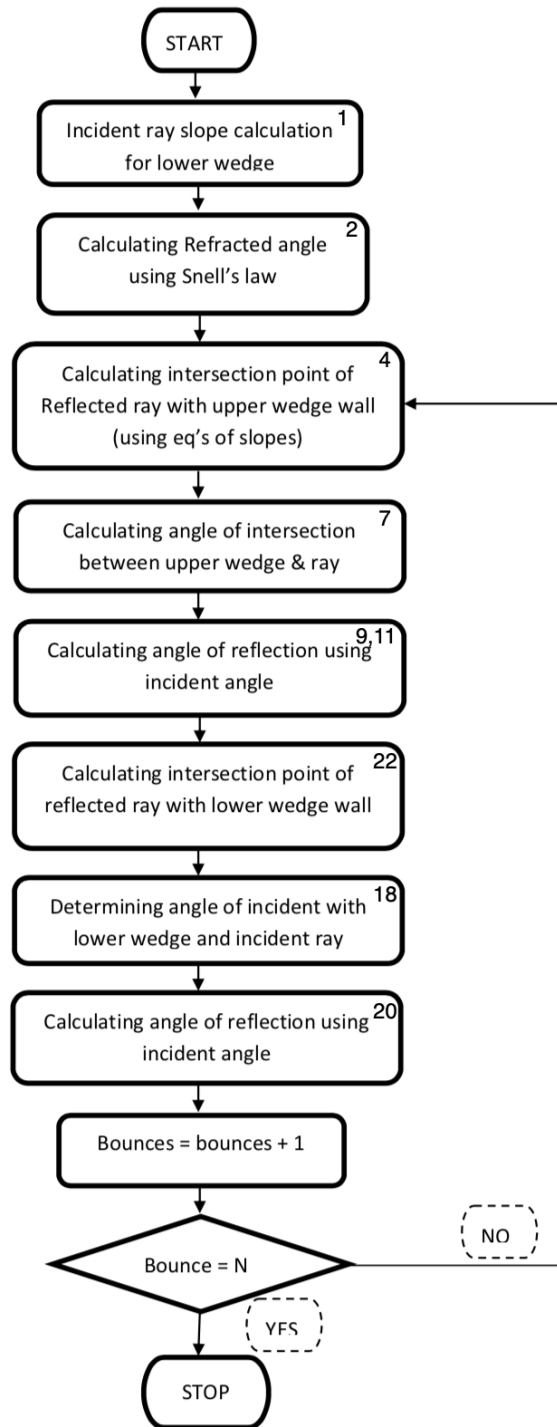 START
1
Incident ray slope calculation
for lower wedge
2
Calculating Refracted angle
using Snell's law
4
Calculating intersection point of
Reflected ray with upper wedge wall
(using eq's of slopes)
7
Calculating angle of intersection
between upper wedge & ray
9,11
Calculating angle of reflection using
incident angle
22
Calculating intersection point of
reflected ray with lower wedge wall
18
Determining angle of incident with
lower wedge and incident ray
20
Calculating angle of reflection using
incident angle
Bounces = bounces + 1
NO
Bounce = N
YES
STOP